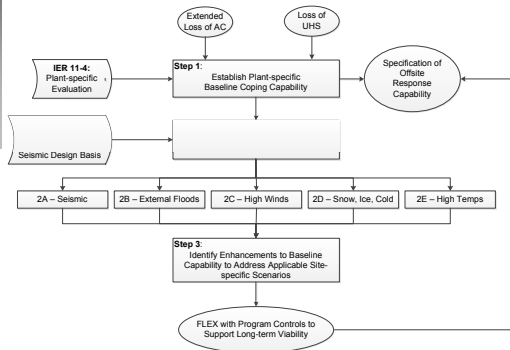 Extended
Loss of AC
Loss of
UHS
IER 11-4:
Plant-specific
Evaluation
Step 1:
Establish Plant-specific
Baseline Coping Capability
Specification of
Offsite
Response
Capability
Seismic Design Basis
2A – Seismic
2B – External Floods
2C – High Winds
2D – Snow, Ice, Cold
2E – High Temps
Step 3:
Identify Enhancements to Baseline
Capability to Address Applicable Site-
specific Scenarios
FLEX with Program Controls to
Support Long-term Viability